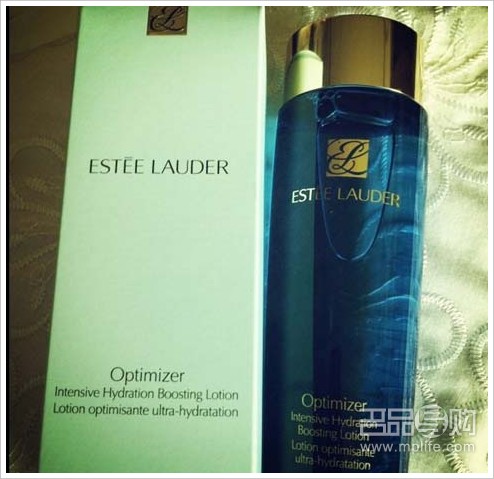 ESTĒE LAUDER
Optimizer
Intensive Hydration Boosting Lotion
Lotion optimisante ultra-hydratation
ESTĒE LAUDER
Optimizer
Intensive Hydration
Boosting Lotion
Lotion optimisante
ultra-hydratation
www.mplife.com